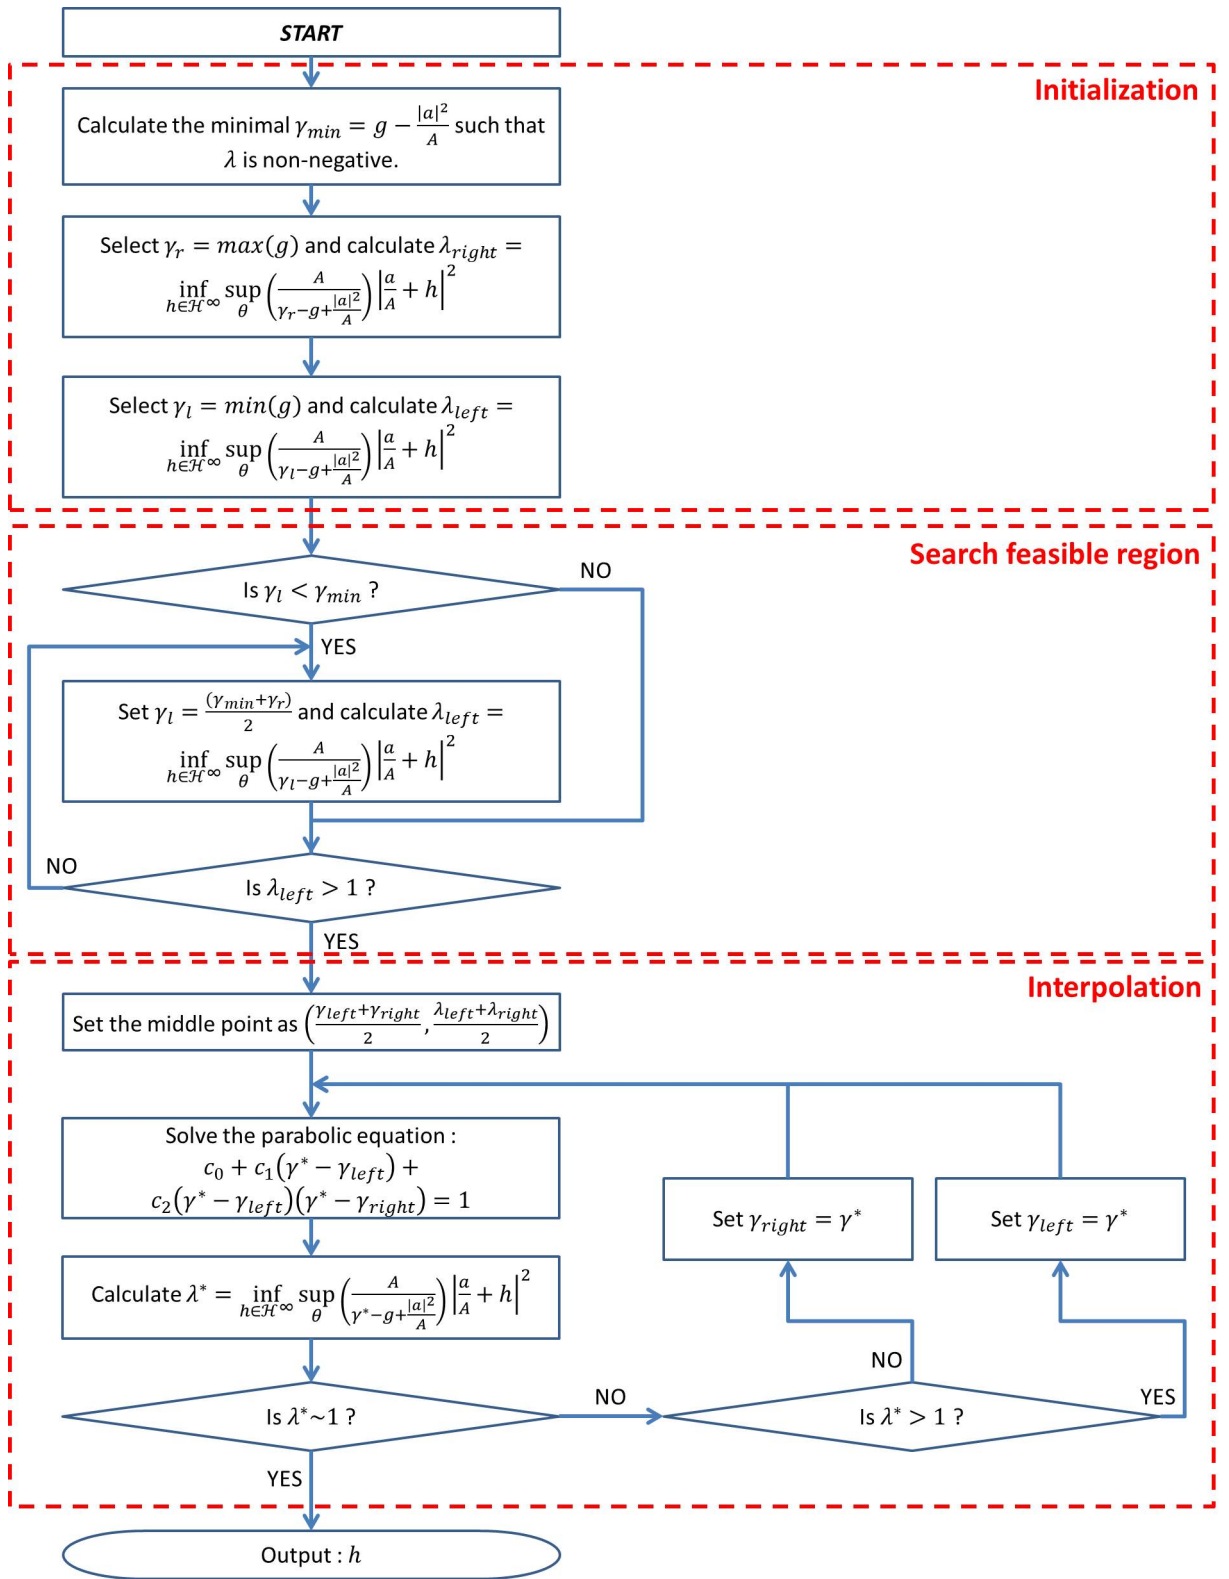 START
Initialization
Calculate the minimal γ_min = g − |a|²/A such that
λ is non-negative.
Select γ_r = max(g) and calculate λ_right =
inf_{h∈ℋ^∞} sup_θ (A/(γ_r−g+|a|²/A)) |a/A + h|²
Select γ_l = min(g) and calculate λ_left =
inf_{h∈ℋ^∞} sup_θ (A/(γ_l−g+|a|²/A)) |a/A + h|²
Search feasible region
Is γ_l < γ_min ?
NO
YES
Set γ_l = (γ_min+γ_r)/2 and calculate λ_left =
inf_{h∈ℋ^∞} sup_θ (A/(γ_l−g+|a|²/A)) |a/A + h|²
NO
Is λ_left > 1 ?
YES
Interpolation
Set the middle point as ((γ_left+γ_right)/2, (λ_left+λ_right)/2)
Solve the parabolic equation :
c₀ + c₁(γ* − γ_left) +
c₂(γ* − γ_left)(γ* − γ_right) = 1
Set γ_right = γ*
Set γ_left = γ*
Calculate λ* = inf_{h∈ℋ^∞} sup_θ (A/(γ*−g+|a|²/A)) |a/A + h|²
NO
Is λ*~1 ?
NO
Is λ* > 1 ?
YES
YES
Output : h